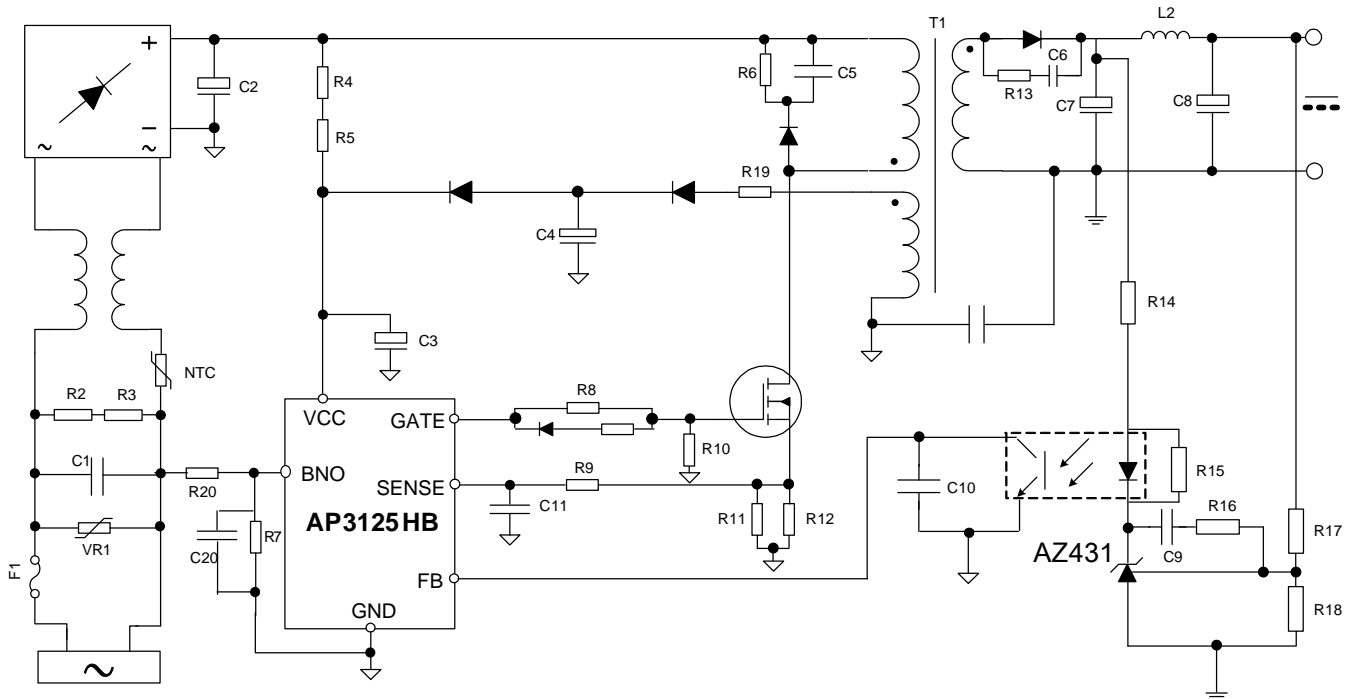 T1
L2
+
C2
R4
R6
C5
C6
R13
C7
C8
−
~
~
R5
R19
C4
R14
C3
NTC
R2
R3
R8
VCC
GATE
R10
C1
R20
BNO
R9
SENSE
C10
R15
C11
AP3125HB
R11
R12
R16
VR1
C20
R7
C9
R17
AZ431
F1
FB
GND
R18
~